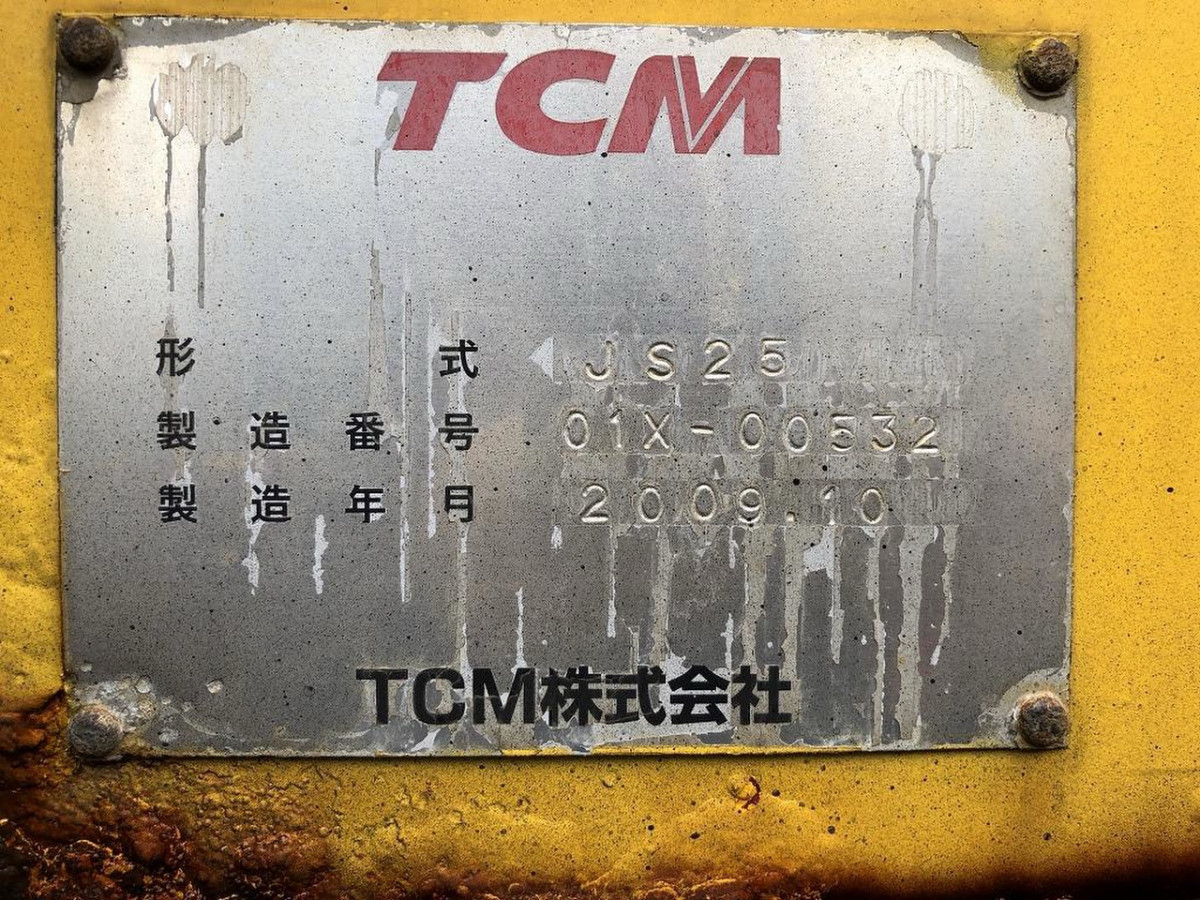 TCM
形式 JS25
製造番号 01X-00532
製造年月 2009.10
TCM株式会社